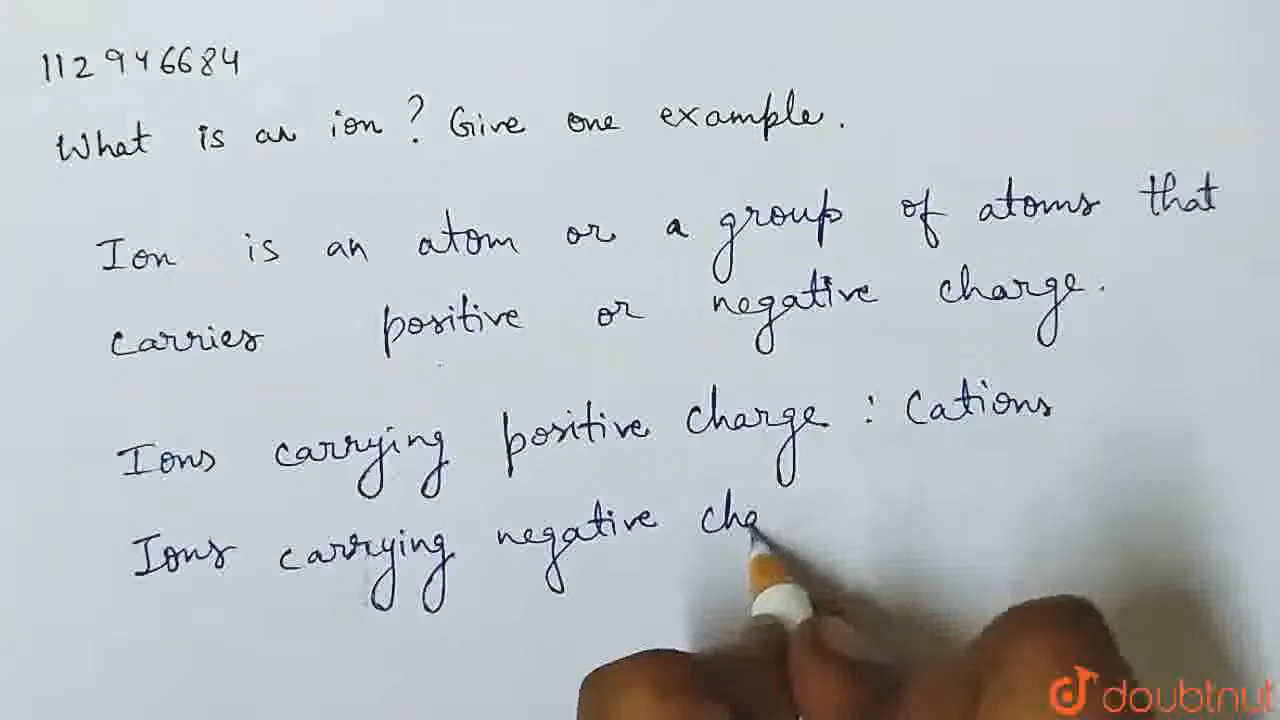 112946684
What is an ion? Give one example.
Ion is an atom or a group of atoms that
carries positive or negative charge.
Ions carrying positive charge : Cations
Ions carrying negative cha
doubtnut